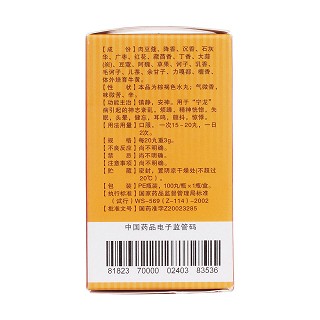 【成　　份】肉豆蔻、降香、沉香、石灰
华、广枣、红花、藏茴香、丁香、大蒜
(炭)、豆蔻、阿魏、草果、诃子、乳香、
毛诃子、儿茶、余甘子、力嘎都、檀香、
体外培育牛黄。
【性　　状】本品为棕褐色水丸；气微香、
味微苦、辛。
【功能主治】镇静，安神。用于“宁龙”
病引起的神志紊乱，烦躁，精神恍惚，失
眠，头晕，健忘，耳鸣，颤抖，惊悸。
【用法用量】口服，一次15－20丸，一日
2次。
【规　　格】每20丸重3g。
【不良反应】尚不明确。
【禁　　忌】尚不明确。
【注意事项】尚不明确。
【贮　　藏】密封，置阴凉干燥处(不超过
20℃)。
【包　　装】PE瓶装，100丸/瓶×1瓶/盒。
【执行标准】国家药品监督管理局标准
(试行) WS-569(Z-114)-2002
【批准文号】国药准字Z20023285
中国药品电子监管码
81823 70000 02403 83536